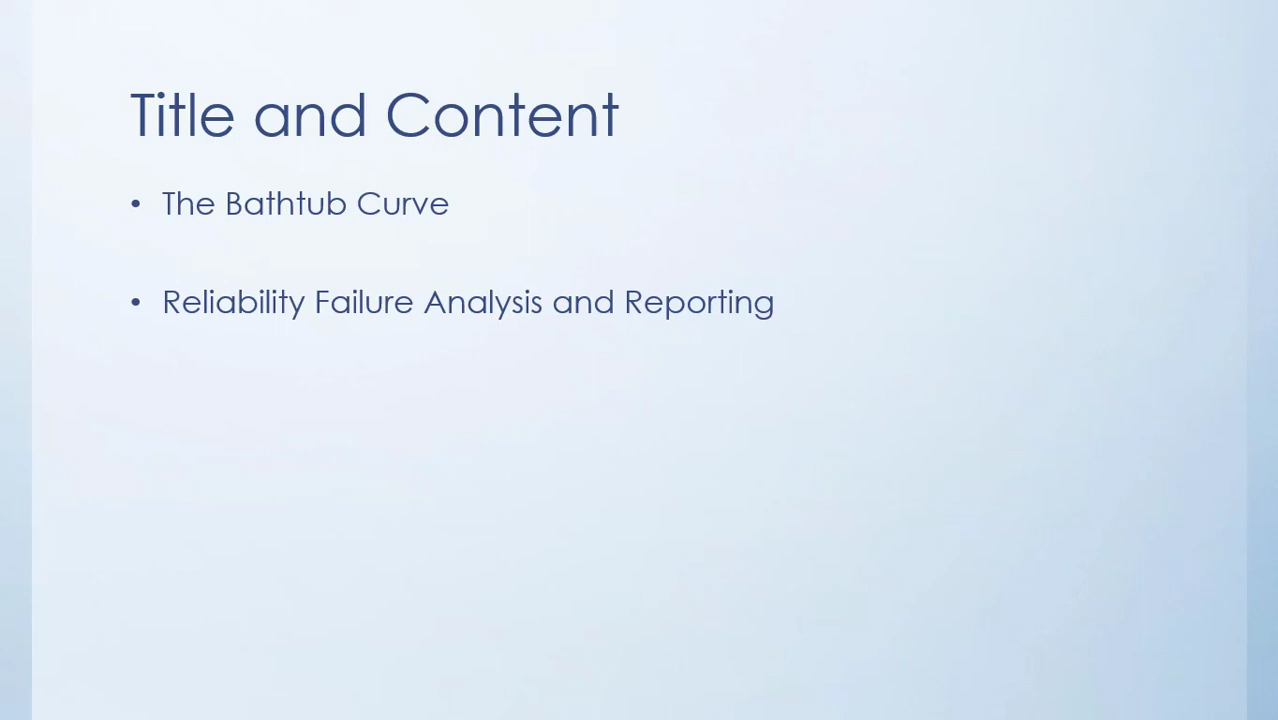 Title and Content
• The Bathtub Curve
• Reliability Failure Analysis and Reporting